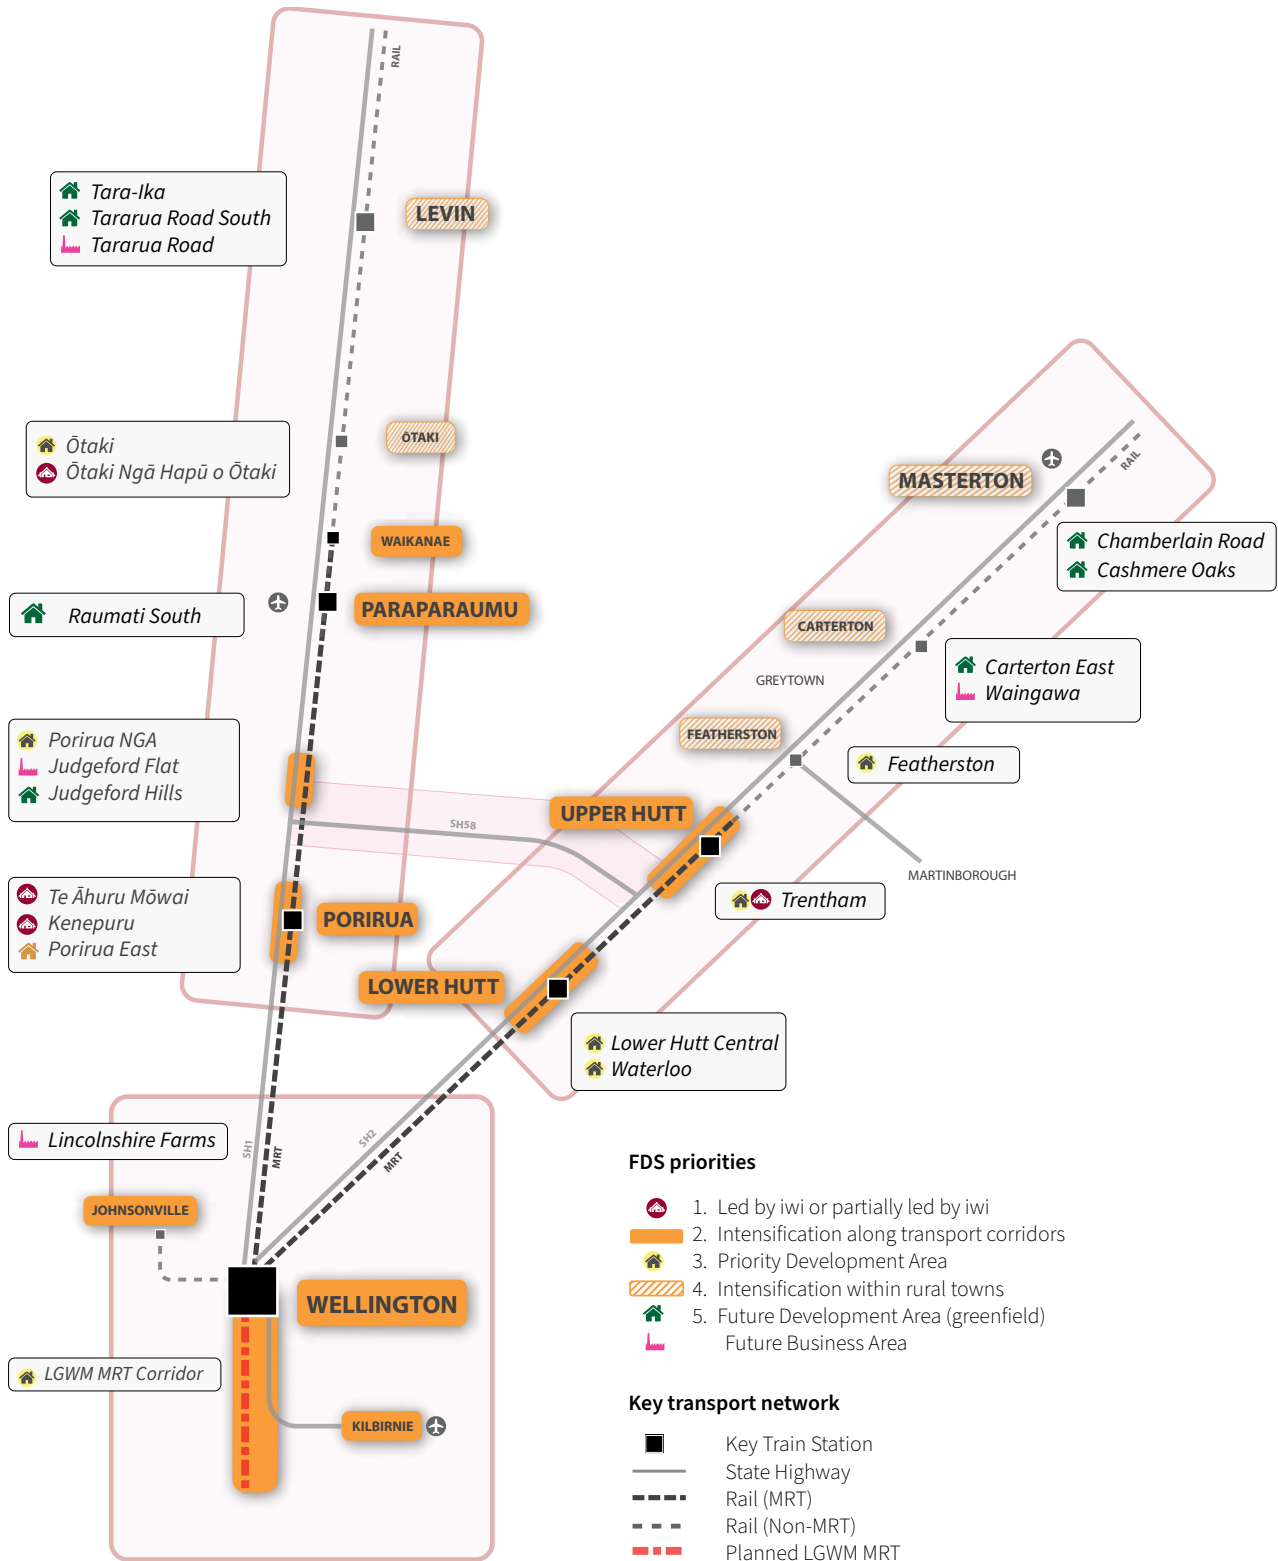 RAIL
Tara-Ika
Tararua Road South
Tararua Road
LEVIN
Ōtaki
Ōtaki Ngā Hapū o Ōtaki
ŌTAKI
MASTERTON
RAIL
Chamberlain Road
Cashmere Oaks
WAIKANAE
Raumati South
PARAPARAUMU
CARTERTON
Carterton East
Waingawa
GREYTOWN
FEATHERSTON
Featherston
Porirua NGA
Judgeford Flat
Judgeford Hills
SH58
UPPER HUTT
MARTINBOROUGH
Trentham
Te Āhuru Mōwai
Kenepuru
Porirua East
PORIRUA
LOWER HUTT
Lower Hutt Central
Waterloo
Lincolnshire Farms
SH1
MRT
SH2
MRT
JOHNSONVILLE
WELLINGTON
LGWM MRT Corridor
KILBIRNIE
FDS priorities
1. Led by iwi or partially led by iwi
2. Intensification along transport corridors
3. Priority Development Area
4. Intensification within rural towns
5. Future Development Area (greenfield)
Future Business Area
Key transport network
Key Train Station
State Highway
Rail (MRT)
Rail (Non-MRT)
Planned LGWM MRT